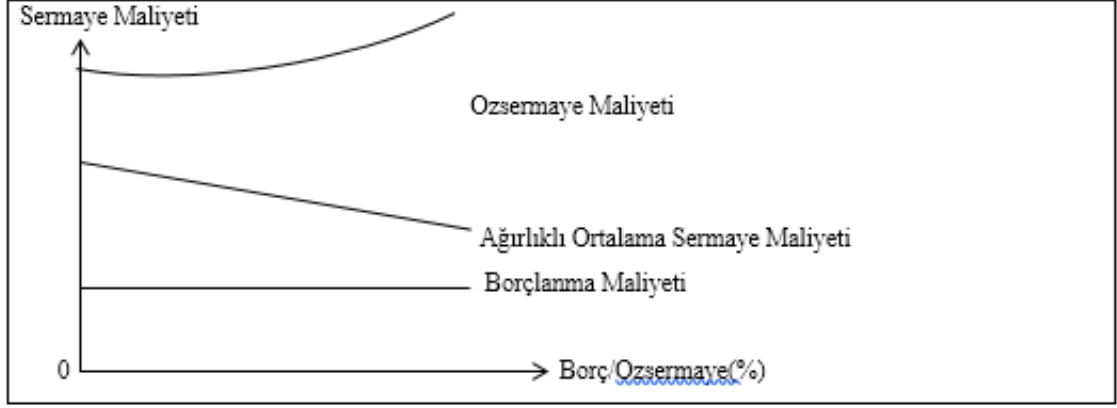 Sermaye Maliyeti
Ozsermaye Maliyeti
Ağırlıklı Ortalama Sermaye Maliyeti
Borçlanma Maliyeti
0
Borç/Ozsermaye(%)